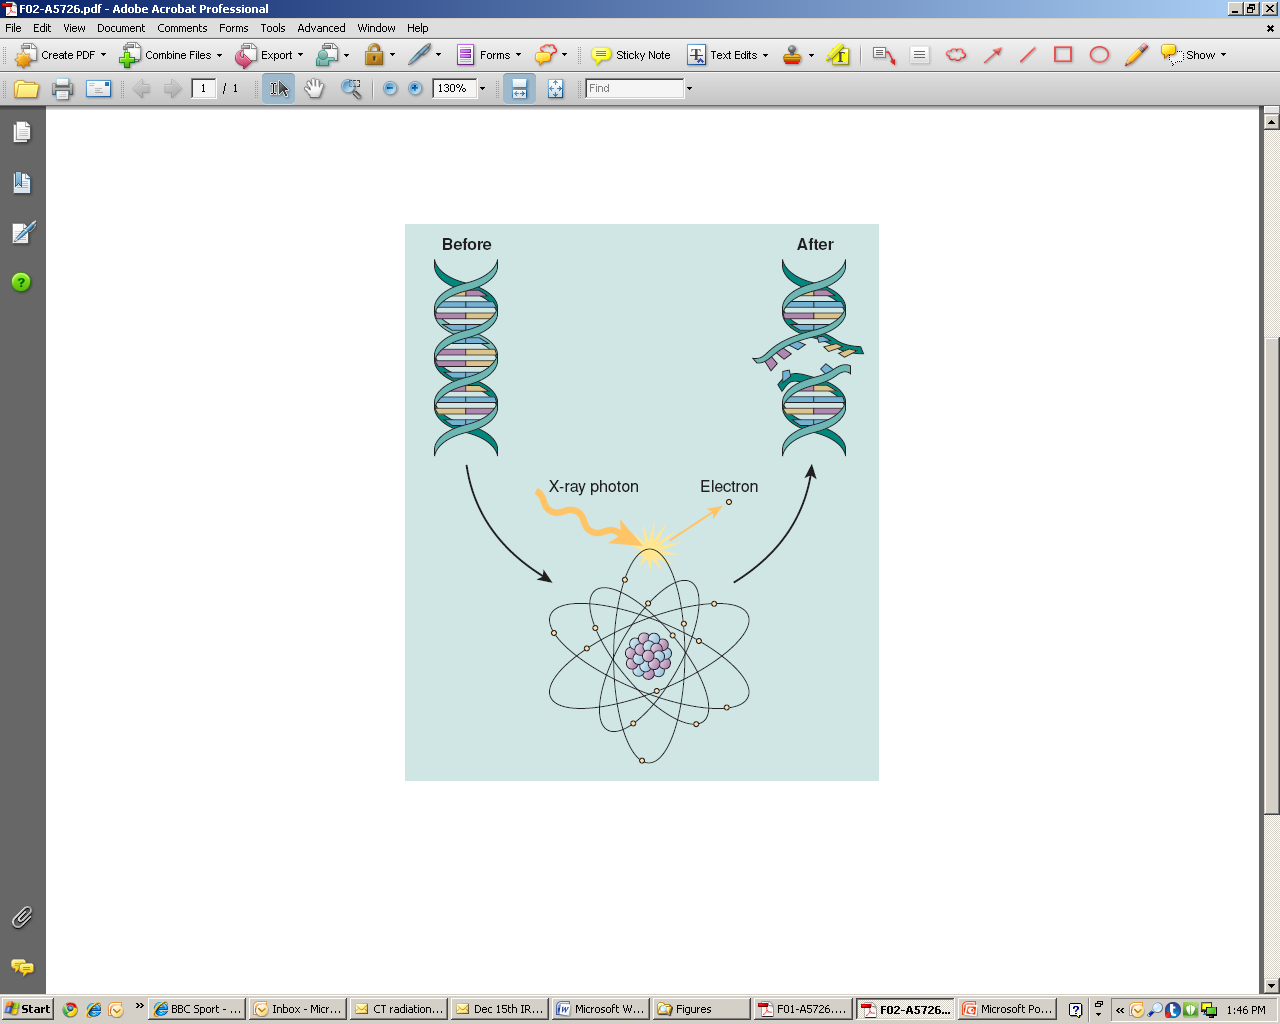 F02-A5726.pdf - Adobe Acrobat Professional
File Edit View Document Comments Forms Tools Advanced Window Help
Create PDF Combine Files Export Forms Sticky Note Text Edits Show
1 / 1 130% Find
Before After
X-ray photon Electron
Start BBC Sport - ... Inbox - Micr... CT radiation... Dec 15th IR... Microsoft W... Figures F01-A5726.... F02-A5726... Microsoft Po... 1:46 PM